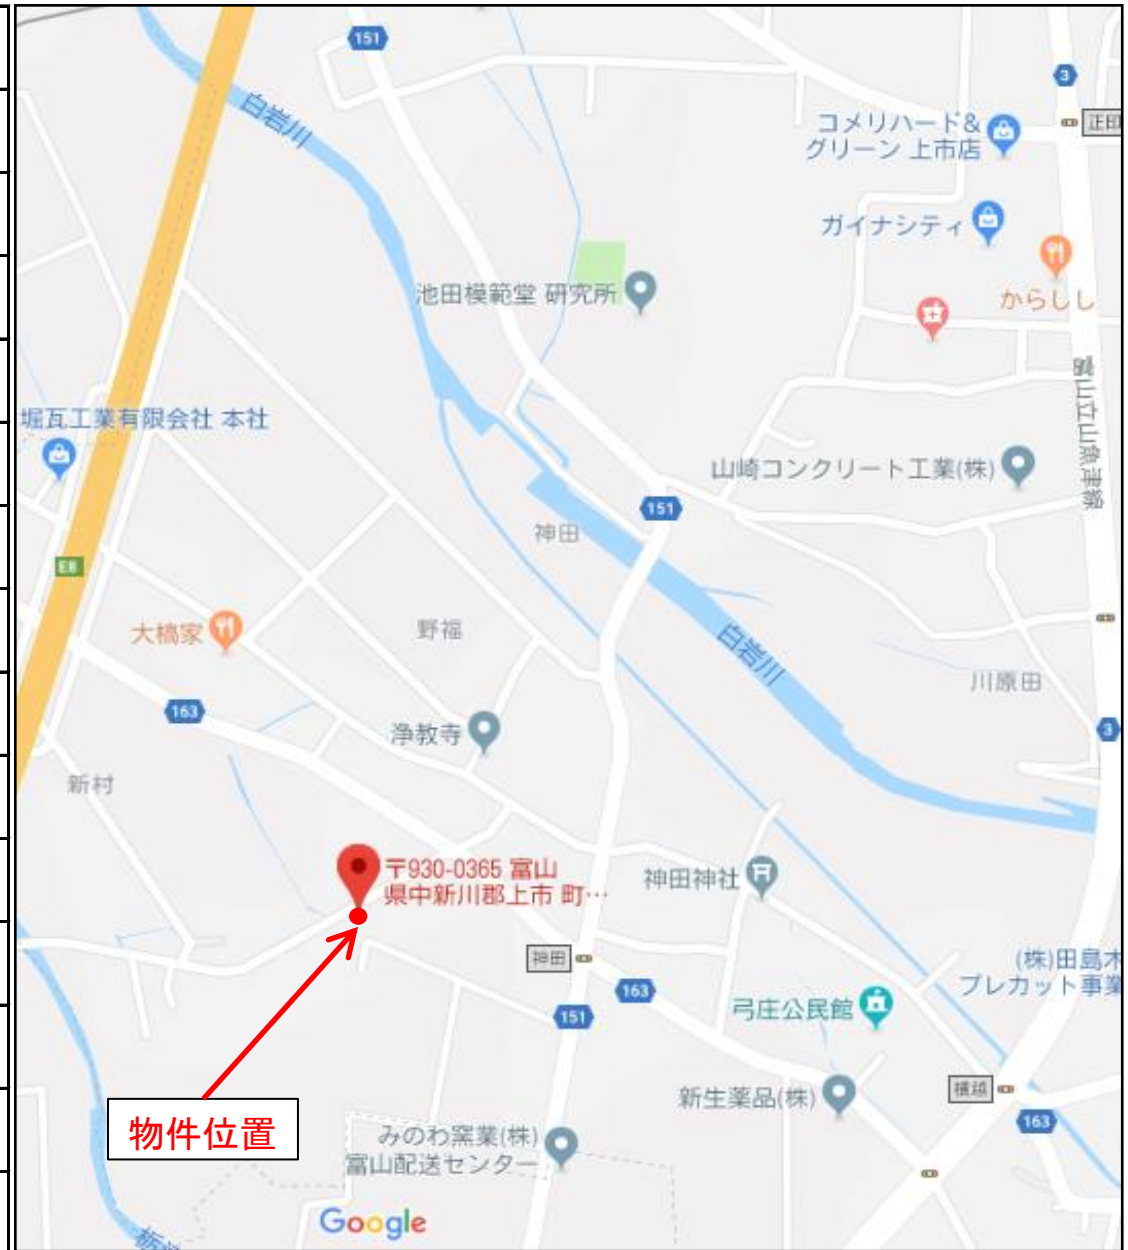 151
3
白岩川
コメリハード&
グリーン 上市店
ガイナシティ
からしし
池田模範堂 研究所
堀瓦工業有限会社 本社
山崎コンクリート工業(株)
151
神田
E8
大橋家
野福
白岩川
川原田
163
浄教寺
3
新村
〒930-0365 富山
県中新川郡上市 町…
神田神社
神田
163
(株)田島木
プレカット事業
弓庄公民館
151
新生薬品(株)
横越
163
物件位置
みのわ窯業(株)
富山配送センター
Google